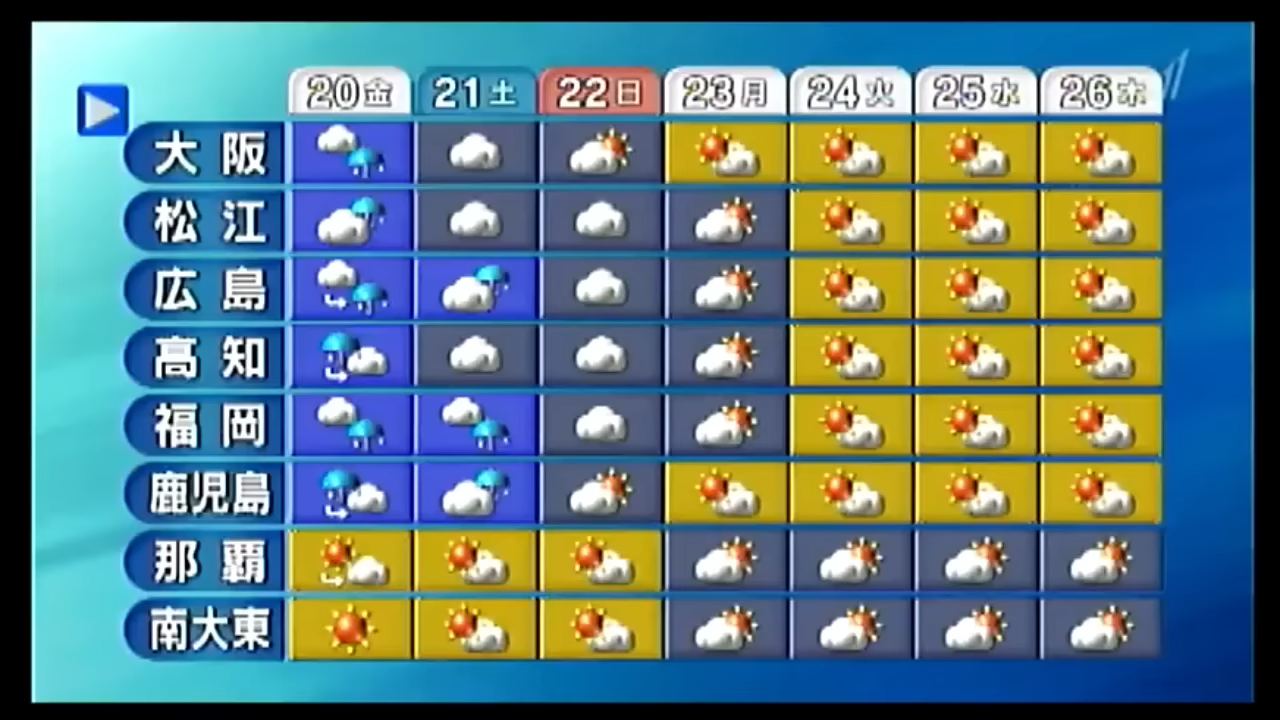 20金 21土 22日 23月 24火 25水 26木
大阪
松江
広島
高知
福岡
鹿児島
那覇
南大東